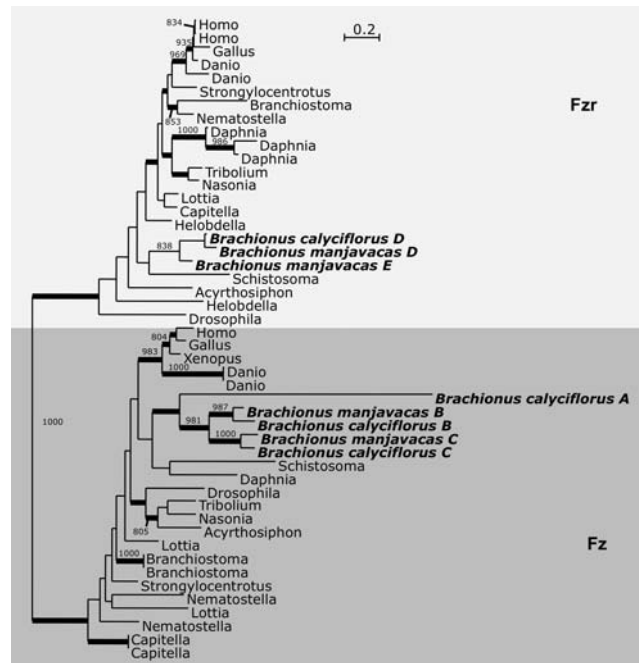 834
Homo
0.2
935
Homo
Gallus
969
Danio
Danio
Strongylocentrotus
Branchiostoma
Fzr
853
Nematostella
1000
Daphnia
986
Daphnia
Daphnia
Tribolium
Nasonia
Lottia
Capitella
Helobdella
838
Brachionus calyciflorus D
Brachionus manjavacas D
Brachionus manjavacas E
Schistosoma
Acyrthosiphon
Helobdella
Drosophila
804
Homo
Gallus
983
Xenopus
1000
Danio
Danio
1000
Brachionus calyciflorus A
987
Brachionus manjavacas B
981
Brachionus calyciflorus B
1000
Brachionus manjavacas C
Brachionus calyciflorus C
Schistosoma
Daphnia
Drosophila
Tribolium
Nasonia
805
Acyrthosiphon
Fz
Lottia
1000
Branchiostoma
Branchiostoma
Strongylocentrotus
Nematostella
Lottia
Nematostella
Capitella
Capitella